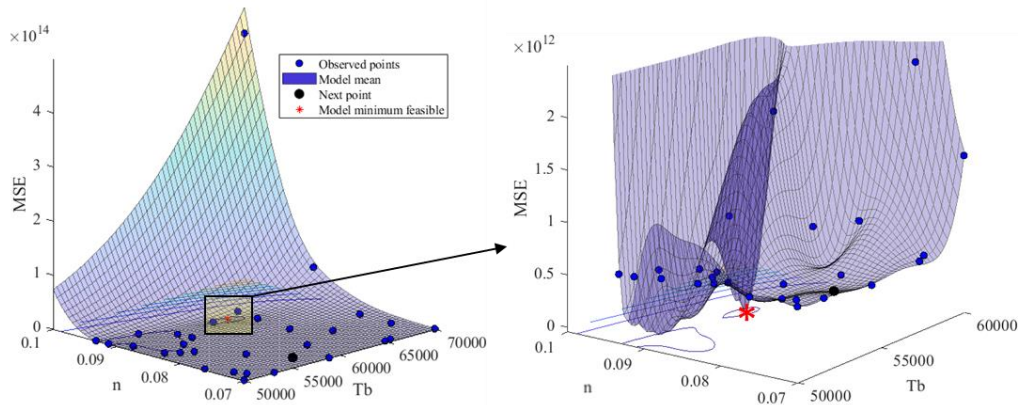 ×10^14
4
3
2
1
0
MSE
0.1
0.09
0.08
0.07
n
50000
55000
60000
65000
70000
Tb
Observed points
Model mean
Next point
Model minimum feasible
×10^12
2
1.5
1
0.5
0
MSE
0.1
0.09
0.08
0.07
n
50000
55000
60000
Tb